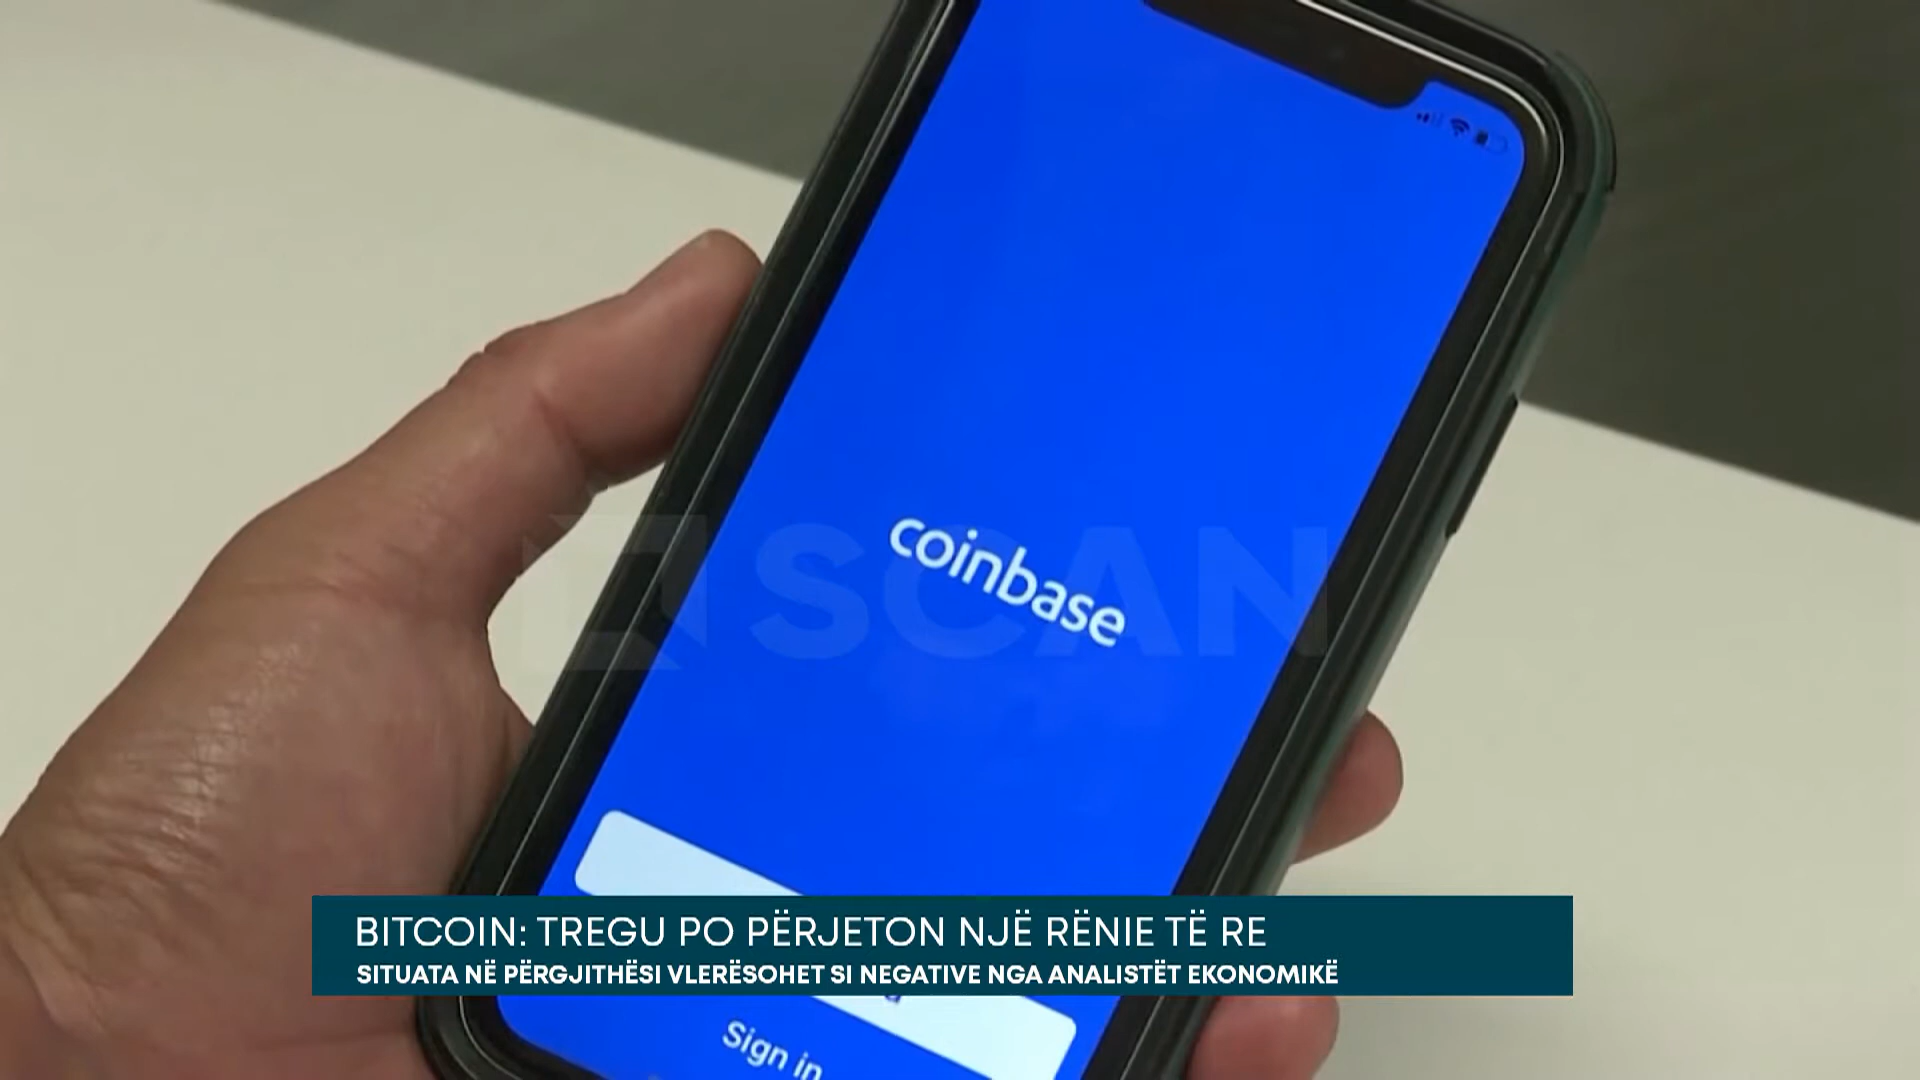 coinbase
SCAN
BITCOIN: TREGU PO PËRJETON NJË RËNIE TË RE
SITUATA NË PËRGJITHËSI VLERËSOHET SI NEGATIVE NGA ANALISTËT EKONOMIKË
Sign in